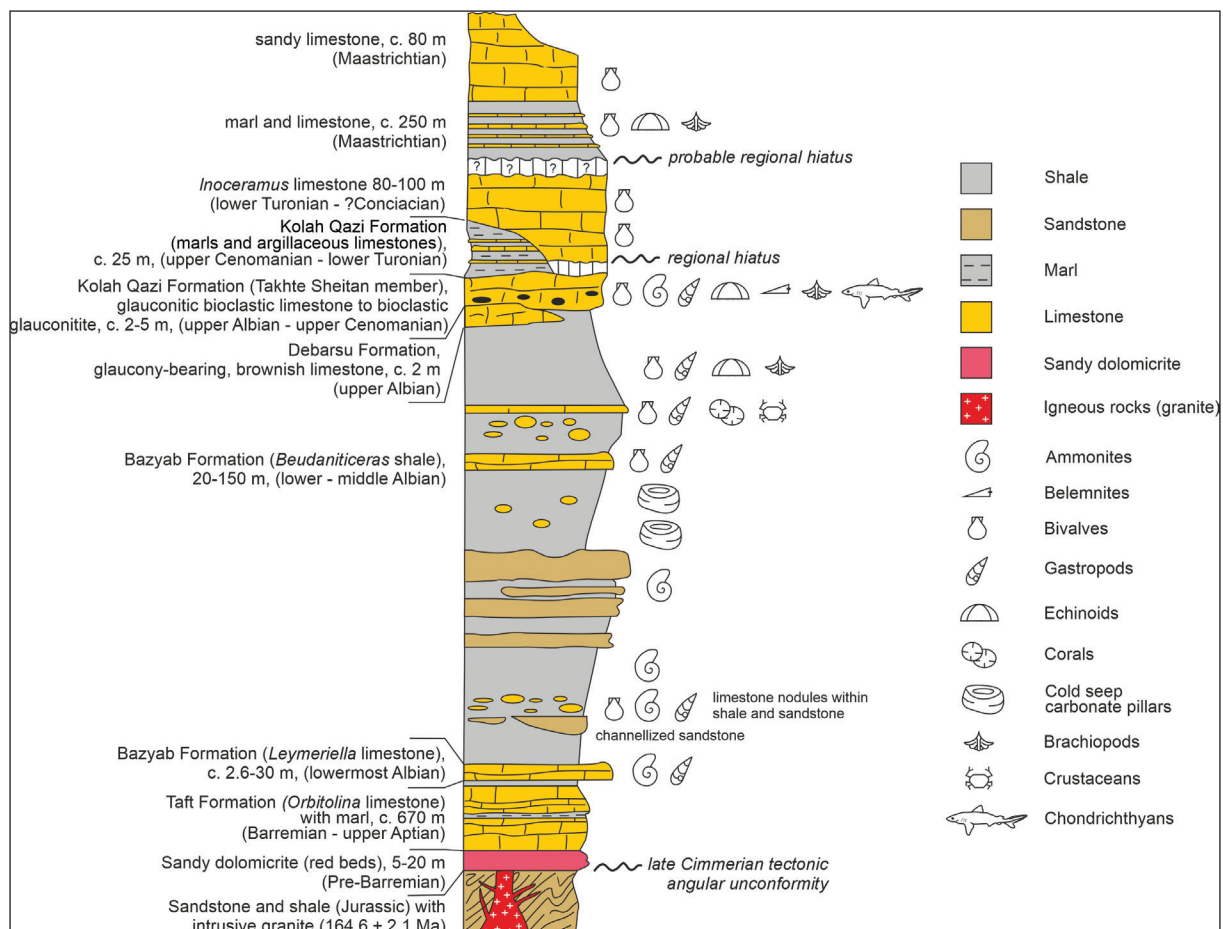 sandy limestone, c. 80 m
(Maastrichtian)
marl and limestone, c. 250 m
(Maastrichtian)
probable regional hiatus
? ? ? ?
Inoceramus limestone 80-100 m
(lower Turonian - ?Conciacian)
Kolah Qazi Formation
(marls and argillaceous limestones),
c. 25 m, (upper Cenomanian - lower Turonian)
regional hiatus
Kolah Qazi Formation (Takhte Sheitan member),
glauconitic bioclastic limestone to bioclastic
glauconitite, c. 2-5 m, (upper Albian - upper Cenomanian)
Debarsu Formation,
glaucony-bearing, brownish limestone, c. 2 m
(upper Albian)
Bazyab Formation (Beudaniticeras shale),
20-150 m, (lower - middle Albian)
limestone nodules within
shale and sandstone
channellized sandstone
Bazyab Formation (Leymeriella limestone),
c. 2.6-30 m, (lowermost Albian)
Taft Formation (Orbitolina limestone)
with marl, c. 670 m
(Barremian - upper Aptian)
Sandy dolomicrite (red beds), 5-20 m
(Pre-Barremian)
late Cimmerian tectonic
angular unconformity
Sandstone and shale (Jurassic) with
intrusive granite (164.6 ± 2.1 Ma)
Shale
Sandstone
Marl
Limestone
Sandy dolomicrite
Igneous rocks (granite)
Ammonites
Belemnites
Bivalves
Gastropods
Echinoids
Corals
Cold seep
carbonate pillars
Brachiopods
Crustaceans
Chondrichthyans